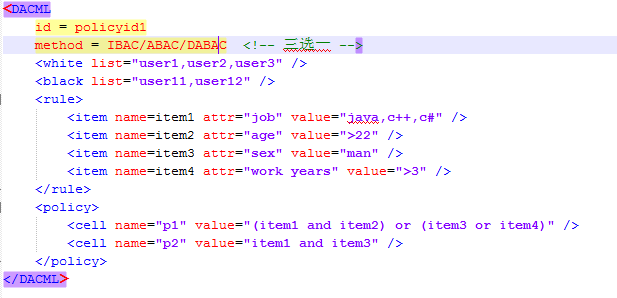 <DACML
id = policyid1
method = IBAC/ABAC/DABAC <!-- 三选一 -->
<white list="user1,user2,user3" />
<black list="user11,user12" />
<rule>
<item name=item1 attr="job" value="java,c++,c#" />
<item name=item2 attr="age" value=">22" />
<item name=item3 attr="sex" value="man" />
<item name=item4 attr="work years" value=">3" />
</rule>
<policy>
<cell name="p1" value="(item1 and item2) or (item3 or item4)" />
<cell name="p2" value="item1 and item3" />
</policy>
</DACML>